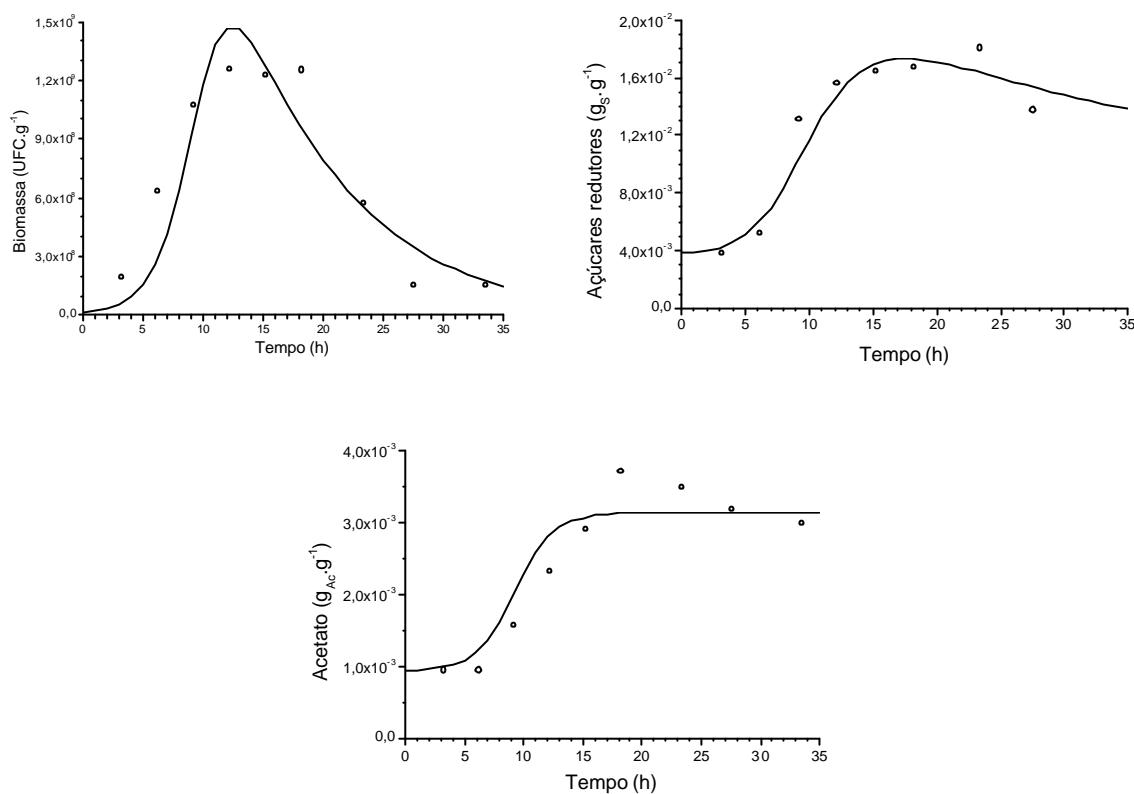 Biomassa (UFC.g⁻¹)
1,5x10⁹
1,2x10⁹
9,0x10⁸
6,0x10⁸
3,0x10⁸
0,0
0 5 10 15 20 25 30 35
Tempo (h)
Açúcares redutores (g_S.g⁻¹)
2,0x10⁻²
1,6x10⁻²
1,2x10⁻²
8,0x10⁻³
4,0x10⁻³
0,0
0 5 10 15 20 25 30 35
Tempo (h)
Acetato (g_Ac.g⁻¹)
4,0x10⁻³
3,0x10⁻³
2,0x10⁻³
1,0x10⁻³
0,0
0 5 10 15 20 25 30 35
Tempo (h)